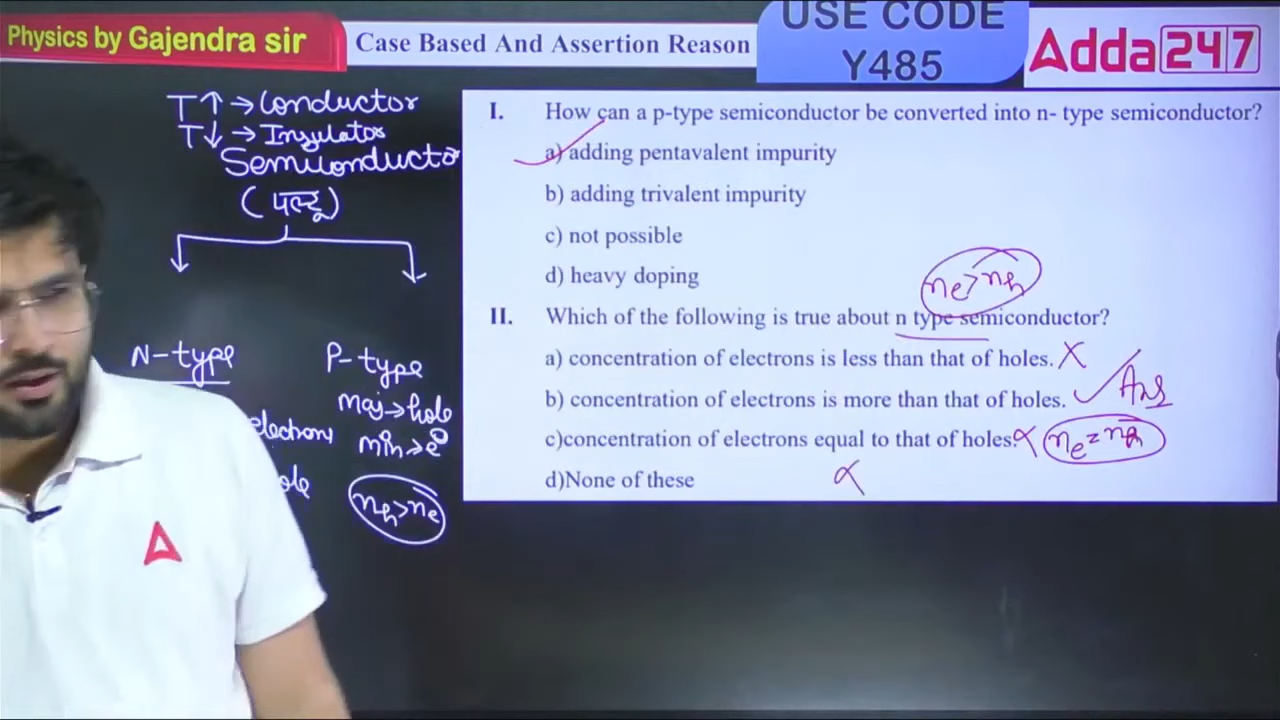 Physics by Gajendra sir
Case Based And Assertion Reason
USE CODE
Y485
Adda247
T↑ → Conductor
T↓ → Insulator
Semiconductor
(पलटू)
N-type
P-type
electrons
Maj → hole
min → e⁻
ole
nₕ > nₑ
I. How can a p-type semiconductor be converted into n- type semiconductor?
a) adding pentavalent impurity
b) adding trivalent impurity
c) not possible
d) heavy doping
nₑ > nₕ
II. Which of the following is true about n type semiconductor?
a) concentration of electrons is less than that of holes. X
b) concentration of electrons is more than that of holes. ✓ Ans
c)concentration of electrons equal to that of holes. nₑ = nₕ
d)None of these